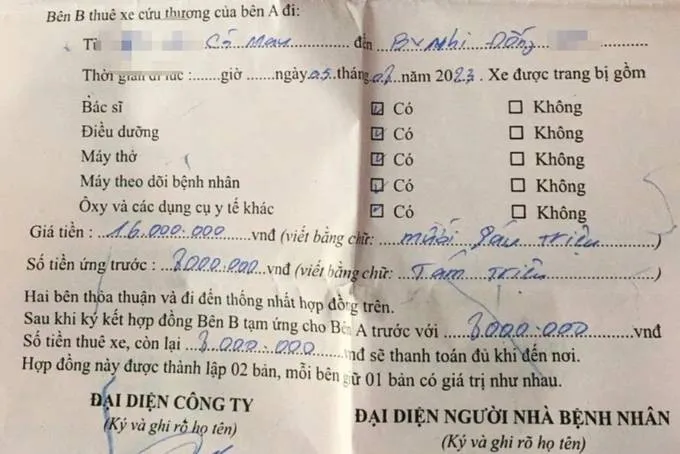 Bên B thuê xe cứu thương của bên A đi:
Từ Cà Mau đến BV Nhi Đồng
Thời gian đi lúc :......giờ......ngày 05 tháng 02 năm 2023. Xe được trang bị gồm
Bác sĩ ☑ Có ☐ Không
Điều dưỡng ☑ Có ☐ Không
Máy thở ☑ Có ☐ Không
Máy theo dõi bệnh nhân ☑ Có ☐ Không
Ôxy và các dụng cụ y tế khác ☑ Có ☐ Không
Giá tiền : 16.000.000 vnđ (viết bằng chữ: mười sáu triệu)
Số tiền ứng trước : 8000.000 vnđ (viết bằng chữ: Tám triệu)
Hai bên thỏa thuận và đi đến thống nhất hợp đồng trên.
Sau khi ký kết hợp đồng Bên B tạm ứng cho Bên A trước với 8000.000 vnđ
Số tiền thuê xe, còn lại 8.000.000 vnđ sẽ thanh toán đủ khi đến nơi.
Hợp đồng này được thành lập 02 bản, mỗi bên giữ 01 bản có giá trị như nhau.
ĐẠI DIỆN CÔNG TY ĐẠI DIỆN NGƯỜI NHÀ BỆNH NHÂN
(Ký và ghi rõ họ tên) (Ký và ghi rõ họ tên)